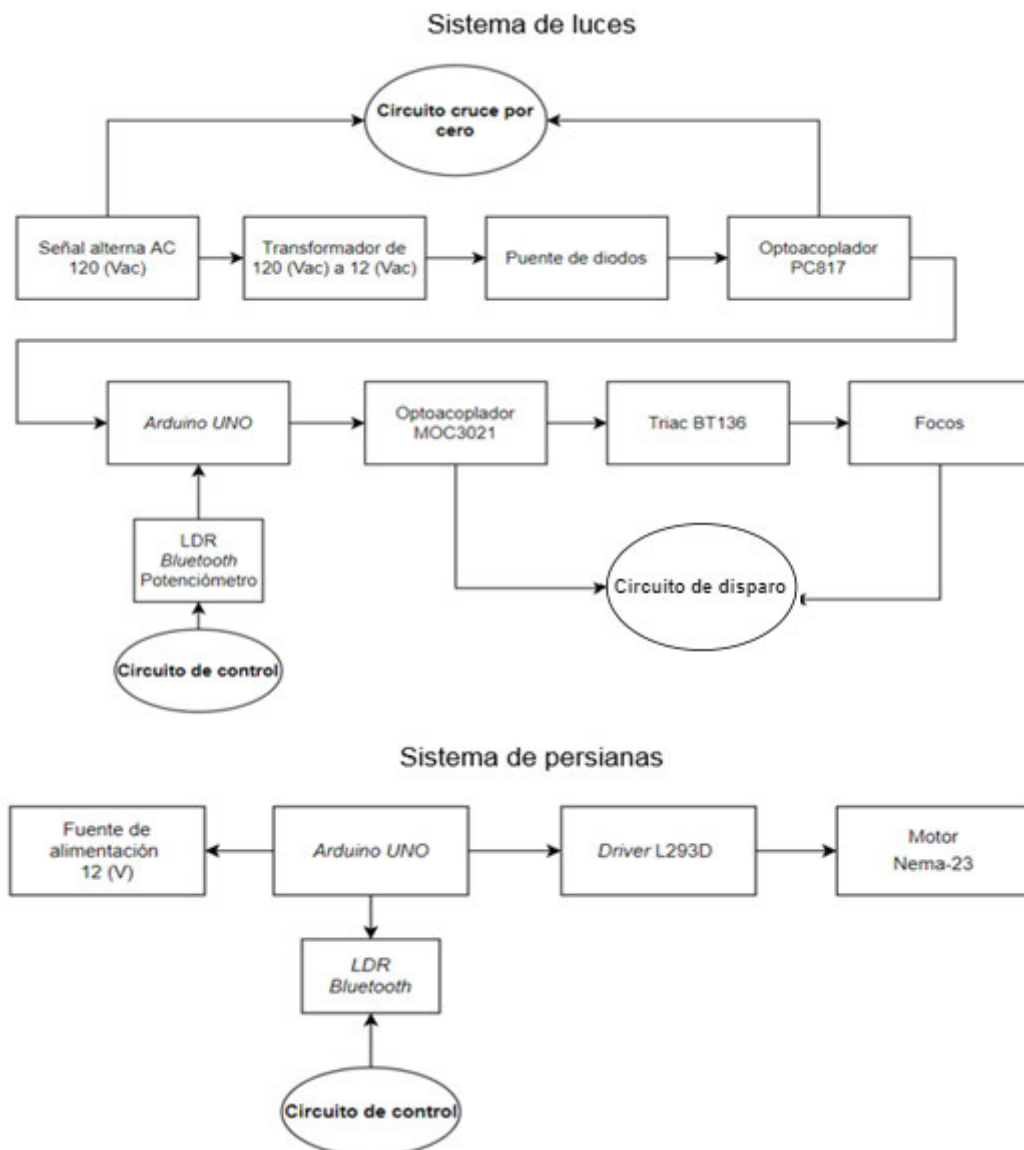 Sistema de luces
Circuito cruce por
cero
Señal alterna AC
120 (Vac)
Transformador de
120 (Vac) a 12 (Vac)
Puente de diodos
Optoacoplador
PC817
Arduino UNO
Optoacoplador
MOC3021
Triac BT136
Focos
LDR
Bluetooth
Potenciómetro
Circuito de disparo
Circuito de control
Sistema de persianas
Fuente de
alimentación
12 (V)
Arduino UNO
Driver L293D
Motor
Nema-23
LDR
Bluetooth
Circuito de control